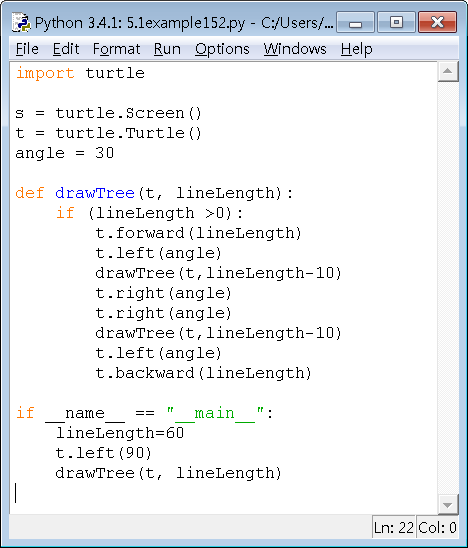 Python 3.4.1: 5.1example152.py - C:/Users/...
File Edit Format Run Options Windows Help
import turtle

s = turtle.Screen()
t = turtle.Turtle()
angle = 30

def drawTree(t, lineLength):
    if (lineLength >0):
        t.forward(lineLength)
        t.left(angle)
        drawTree(t,lineLength-10)
        t.right(angle)
        t.right(angle)
        drawTree(t,lineLength-10)
        t.left(angle)
        t.backward(lineLength)

if __name__ == "__main__":
    lineLength=60
    t.left(90)
    drawTree(t, lineLength)
Ln: 22 Col: 0